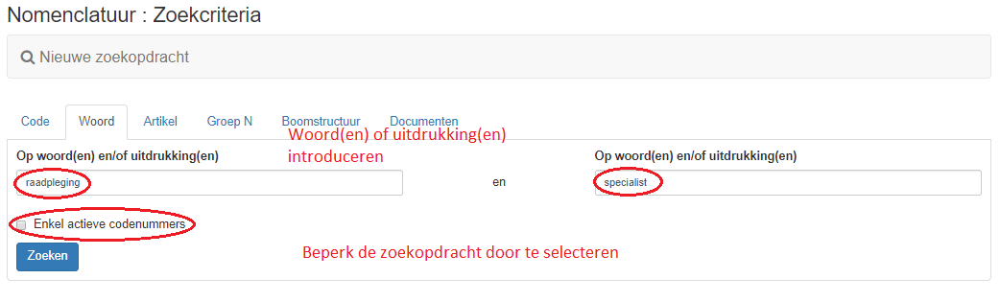 Nomenclatuur : Zoekcriteria
Nieuwe zoekopdracht
Code Woord Artikel Groep N Boomstructuur Documenten
Woord(en) of uitdrukking(en)
introduceren
Op woord(en) en/of uitdrukking(en) Op woord(en) en/of uitdrukking(en)
raadpleging en specialist
Enkel actieve codenummers
Zoeken
Beperk de zoekopdracht door te selecteren